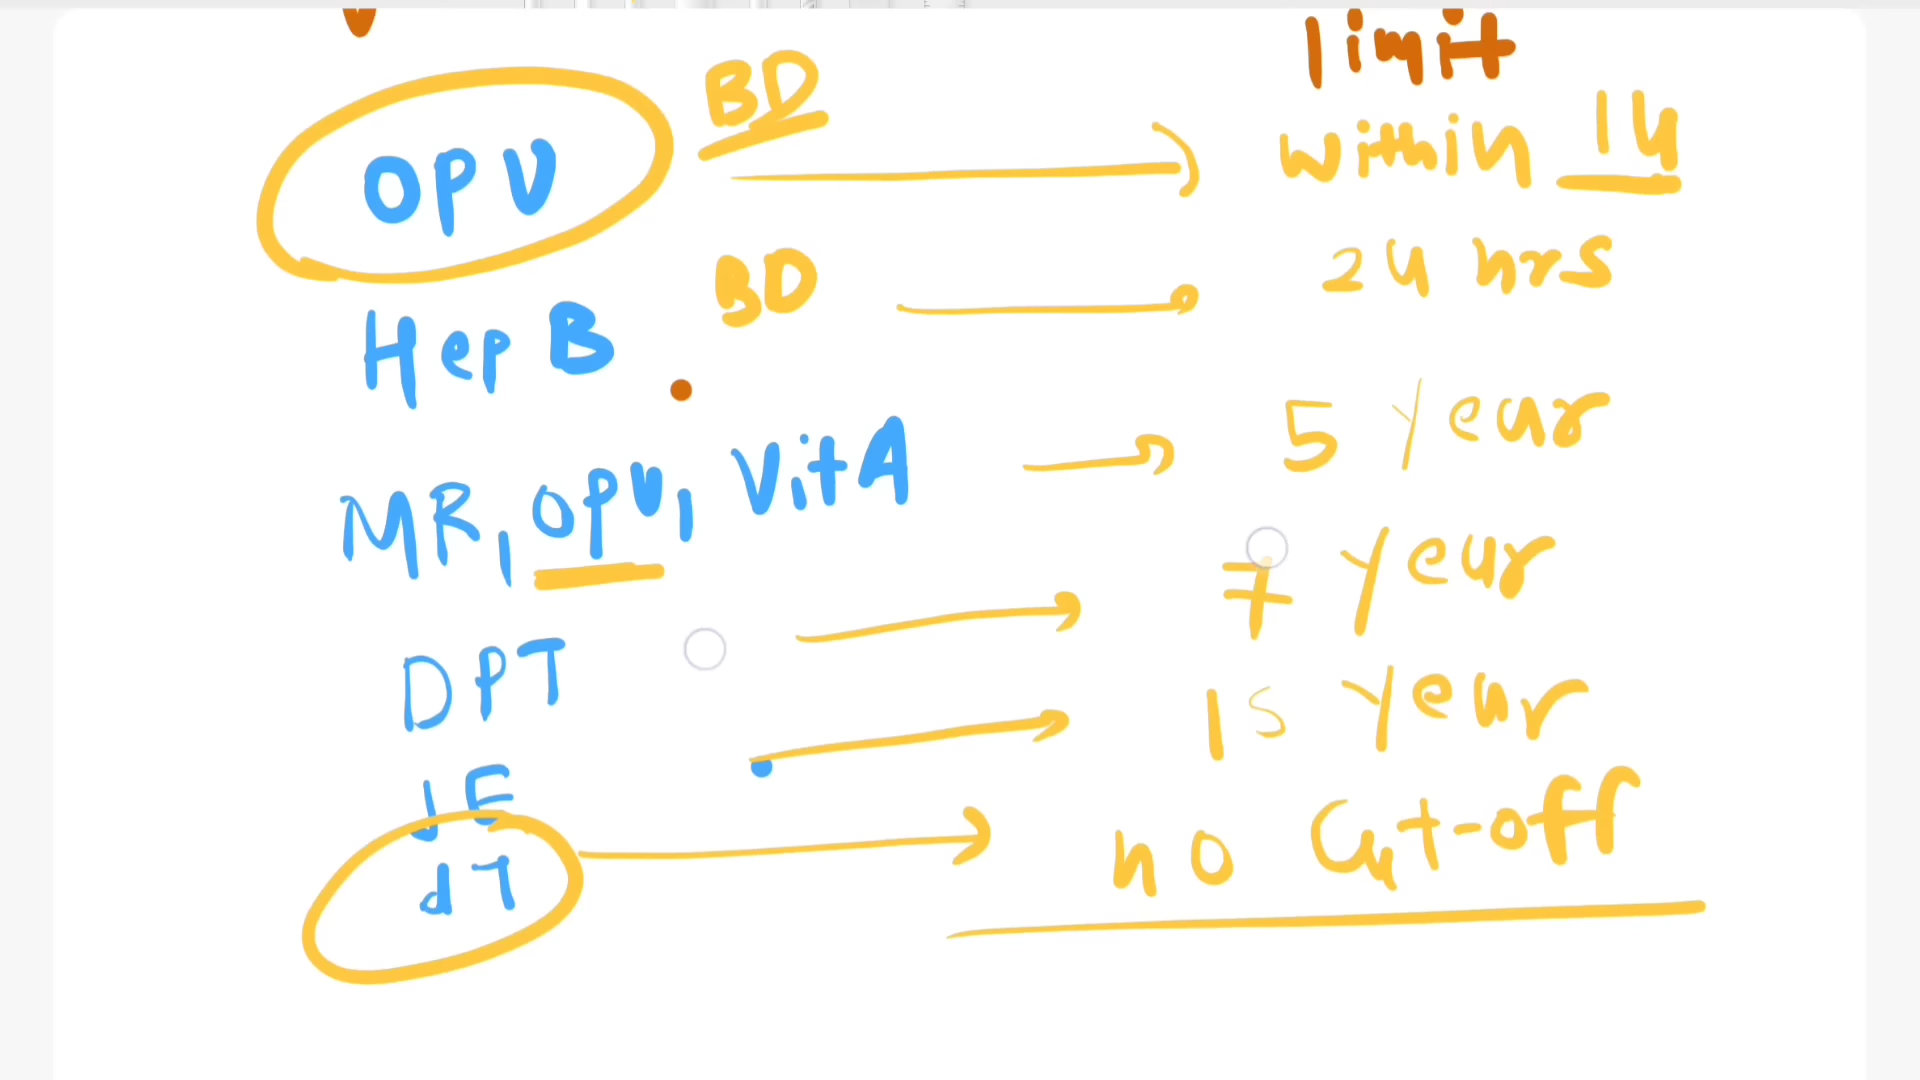 limit
OPV BD within 14
Hep B BD 24 hrs
MR, OPV, Vit A 5 year
DPT 7 year
JE 15 year
dT no Cut-off